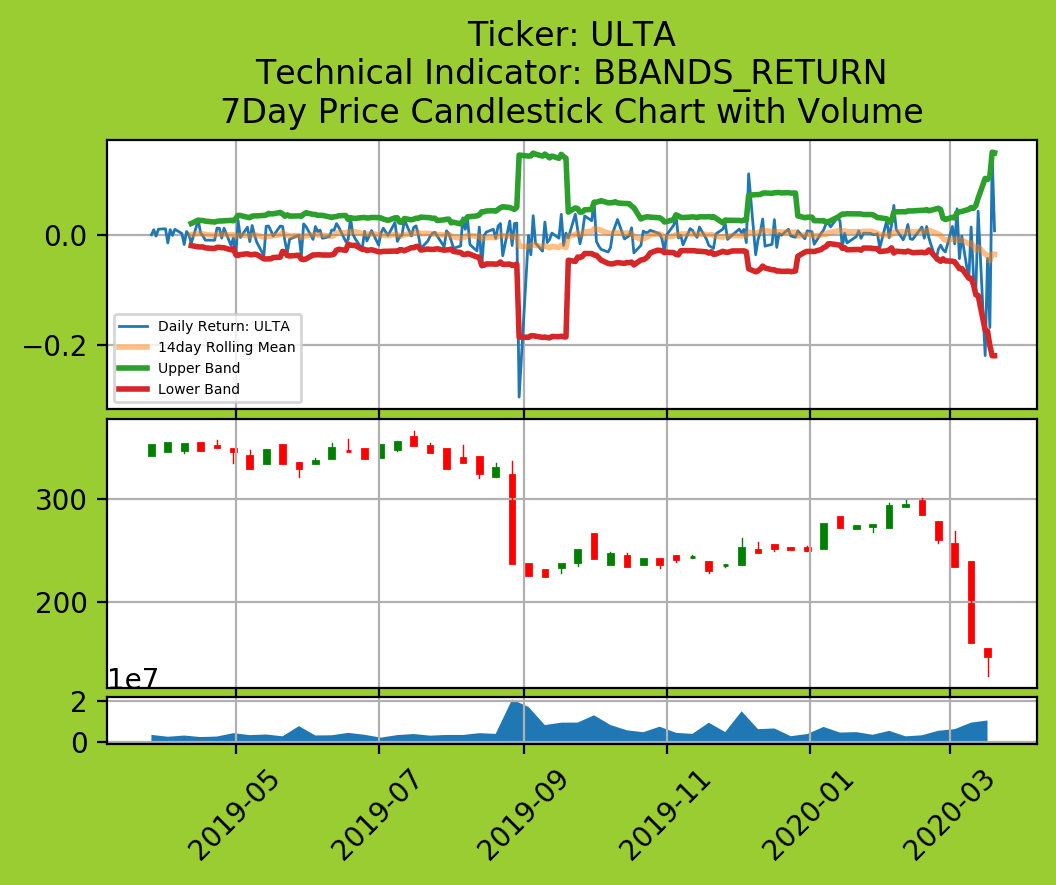 Ticker: ULTA
Technical Indicator: BBANDS_RETURN
7Day Price Candlestick Chart with Volume
0.0
−0.2
Daily Return: ULTA
14day Rolling Mean
Upper Band
Lower Band
300
200
1e7
2
0
2019-05
2019-07
2019-09
2019-11
2020-01
2020-03